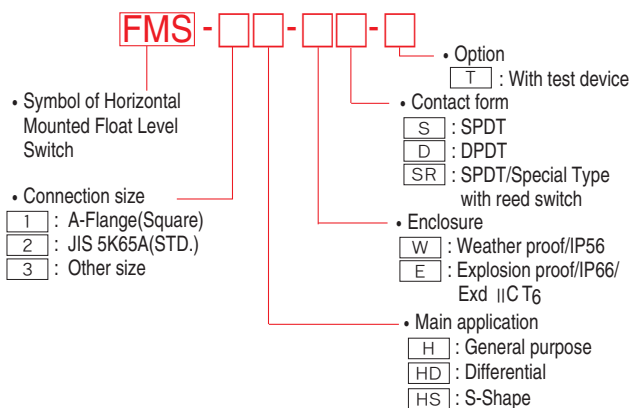 FMS - □□ - □□ - □
• Option
T : With test device
• Symbol of Horizontal
Mounted Float Level
Switch
• Contact form
S : SPDT
D : DPDT
SR : SPDT/Special Type
with reed switch
• Connection size
1 : A-Flange(Square)
2 : JIS 5K65A(STD.)
3 : Other size
• Enclosure
W : Weather proof/IP56
E : Explosion proof/IP66/
Exd IIC T6
• Main application
H : General purpose
HD : Differential
HS : S-Shape